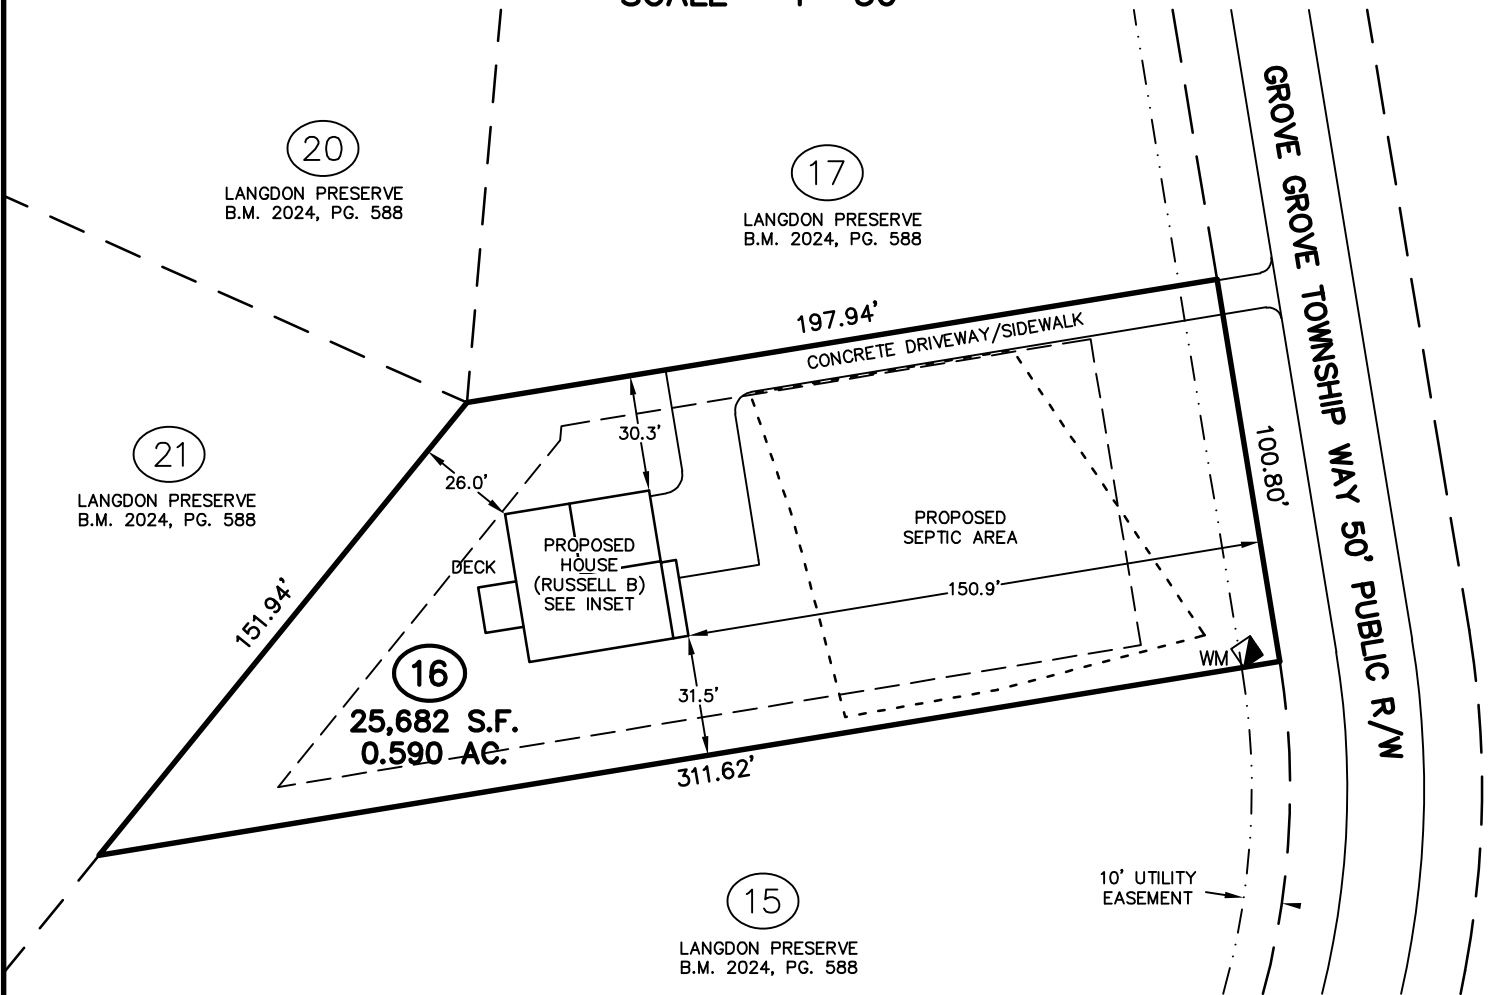 20
LANGDON PRESERVE
B.M. 2024, PG. 588
17
LANGDON PRESERVE
B.M. 2024, PG. 588
GROVE GROVE TOWNSHIP WAY 50' PUBLIC R/W
197.94'
CONCRETE DRIVEWAY/SIDEWALK
21
LANGDON PRESERVE
B.M. 2024, PG. 588
30.3'
26.0'
100.80'
PROPOSED
SEPTIC AREA
DECK
PROPOSED
HOUSE
(RUSSELL B)
SEE INSET
150.9'
151.94'
16
25,682 S.F.
0.590 AC.
31.5'
WM
311.62'
15
LANGDON PRESERVE
B.M. 2024, PG. 588
10' UTILITY
EASEMENT